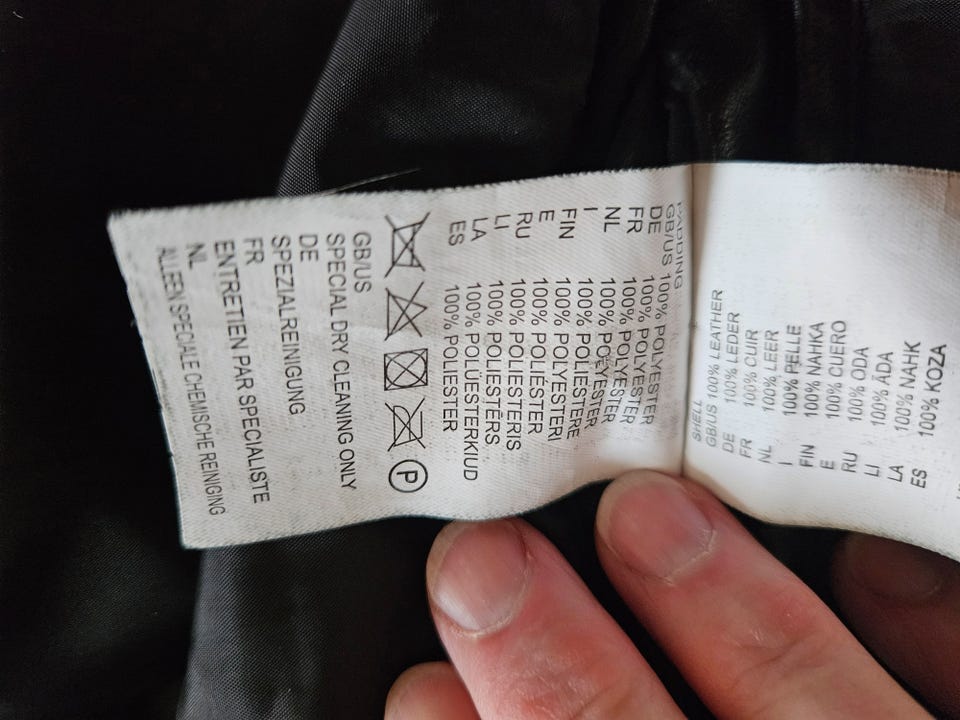 SHELL
GB/US 100% LEATHER
DE 100% LEDER
FR 100% CUIR
NL 100% LEER
I 100% PELLE
FIN 100% NAHKA
E 100% CUERO
RU 100% ODA
LI 100% ĀDA
LA 100% NAHK
ES 100% KOZA
PADDING
GB/US 100% POLYESTER
DE 100% POLYESTER
FR 100% POLYESTER
NL 100% POLYESTER
I 100% POLIESTERE
FIN 100% POLYESTERI
E 100% POLIÉSTER
RU 100% POLIESTERIS
LI 100% POLIESTĒRS
LA 100% POLÜESTERKIUD
ES 100% POLIESTER
P
GB/US
SPECIAL DRY CLEANING ONLY
DE
SPEZIALREINIGUNG
FR
ENTRETIEN PAR SPECIALISTE
NL
ALLEEN SPECIALE CHEMISCHE REINIGING